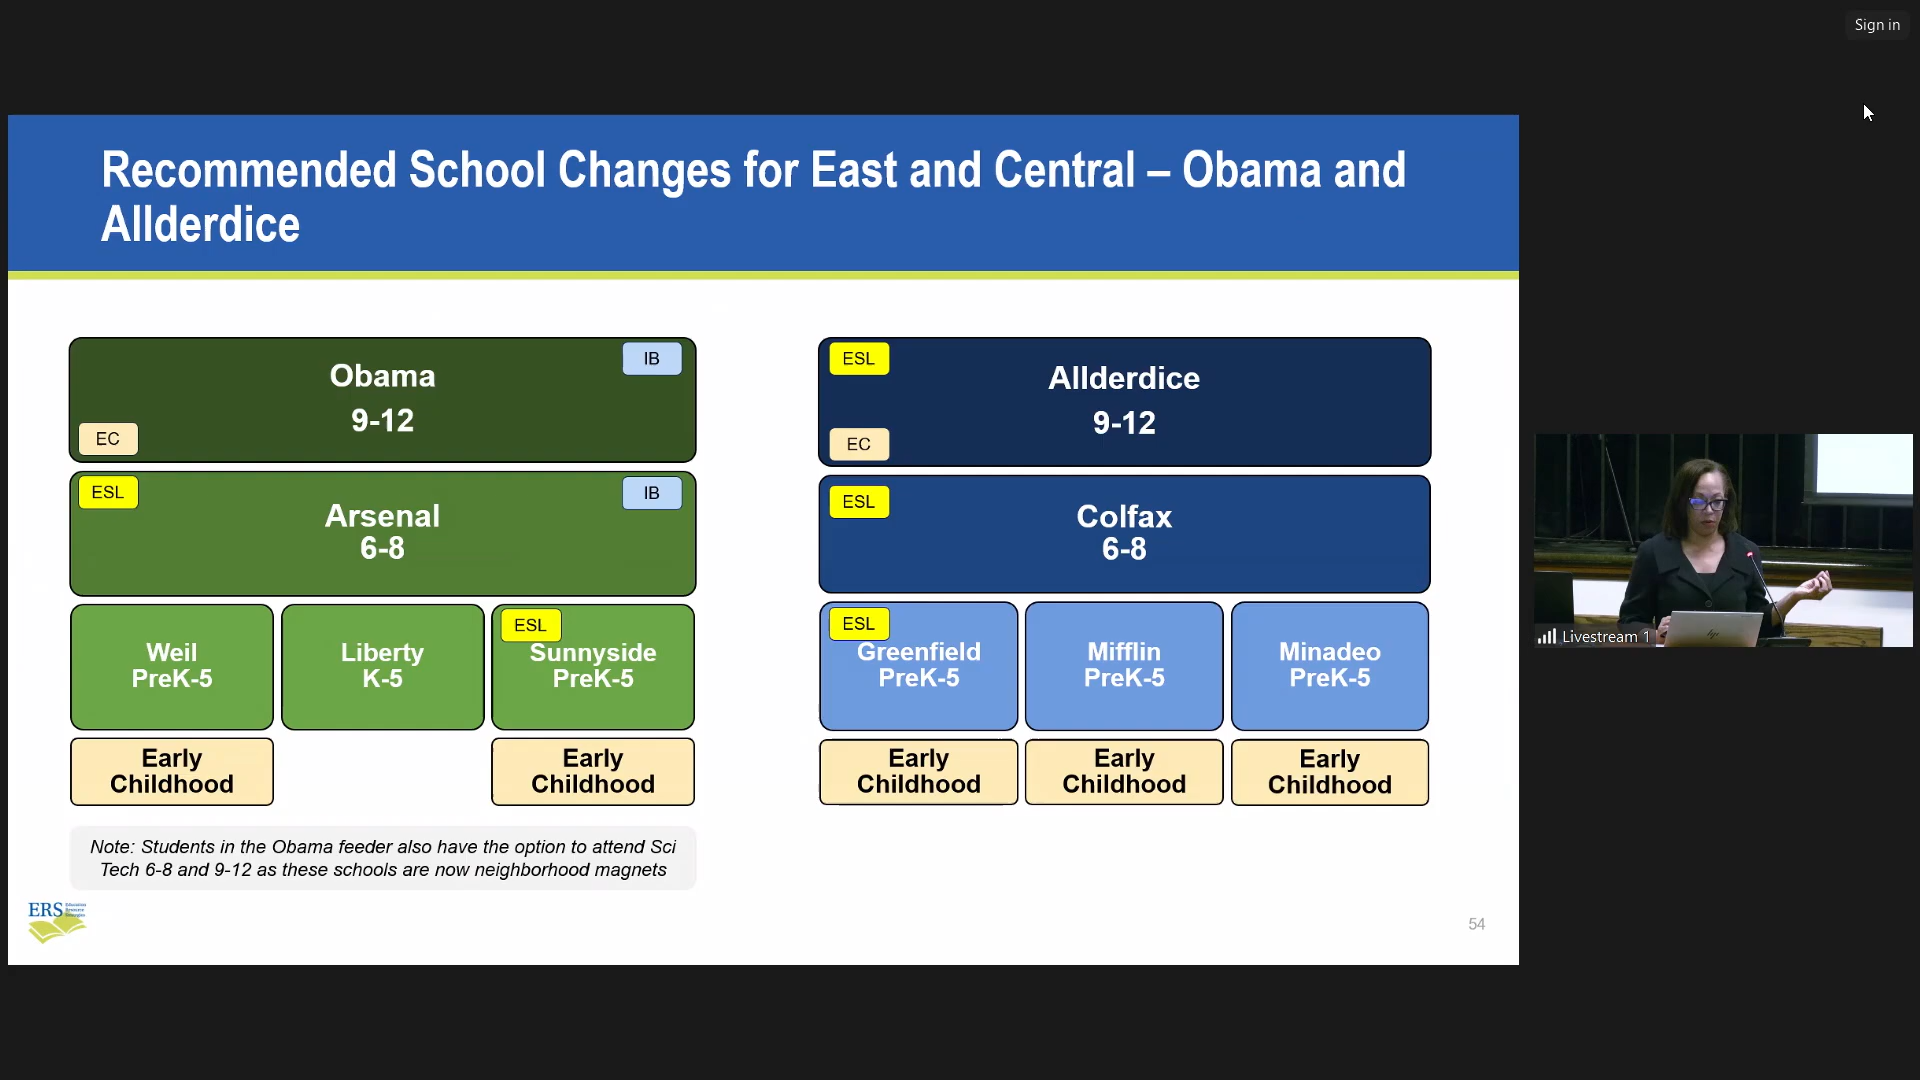 Sign in
Recommended School Changes for East and Central – Obama and
Allderdice
IB
Obama
9-12
EC
ESL
IB
Arsenal
6-8
Weil
PreK-5
Liberty
K-5
ESL
Sunnyside
PreK-5
Early
Childhood
Early
Childhood
Note: Students in the Obama feeder also have the option to attend Sci
Tech 6-8 and 9-12 as these schools are now neighborhood magnets
ESL
Allderdice
9-12
EC
ESL
Colfax
6-8
ESL
Greenfield
PreK-5
Mifflin
PreK-5
Minadeo
PreK-5
Early
Childhood
Early
Childhood
Early
Childhood
ERS
Education
Resource
Strategies
54
Livestream 1
hp